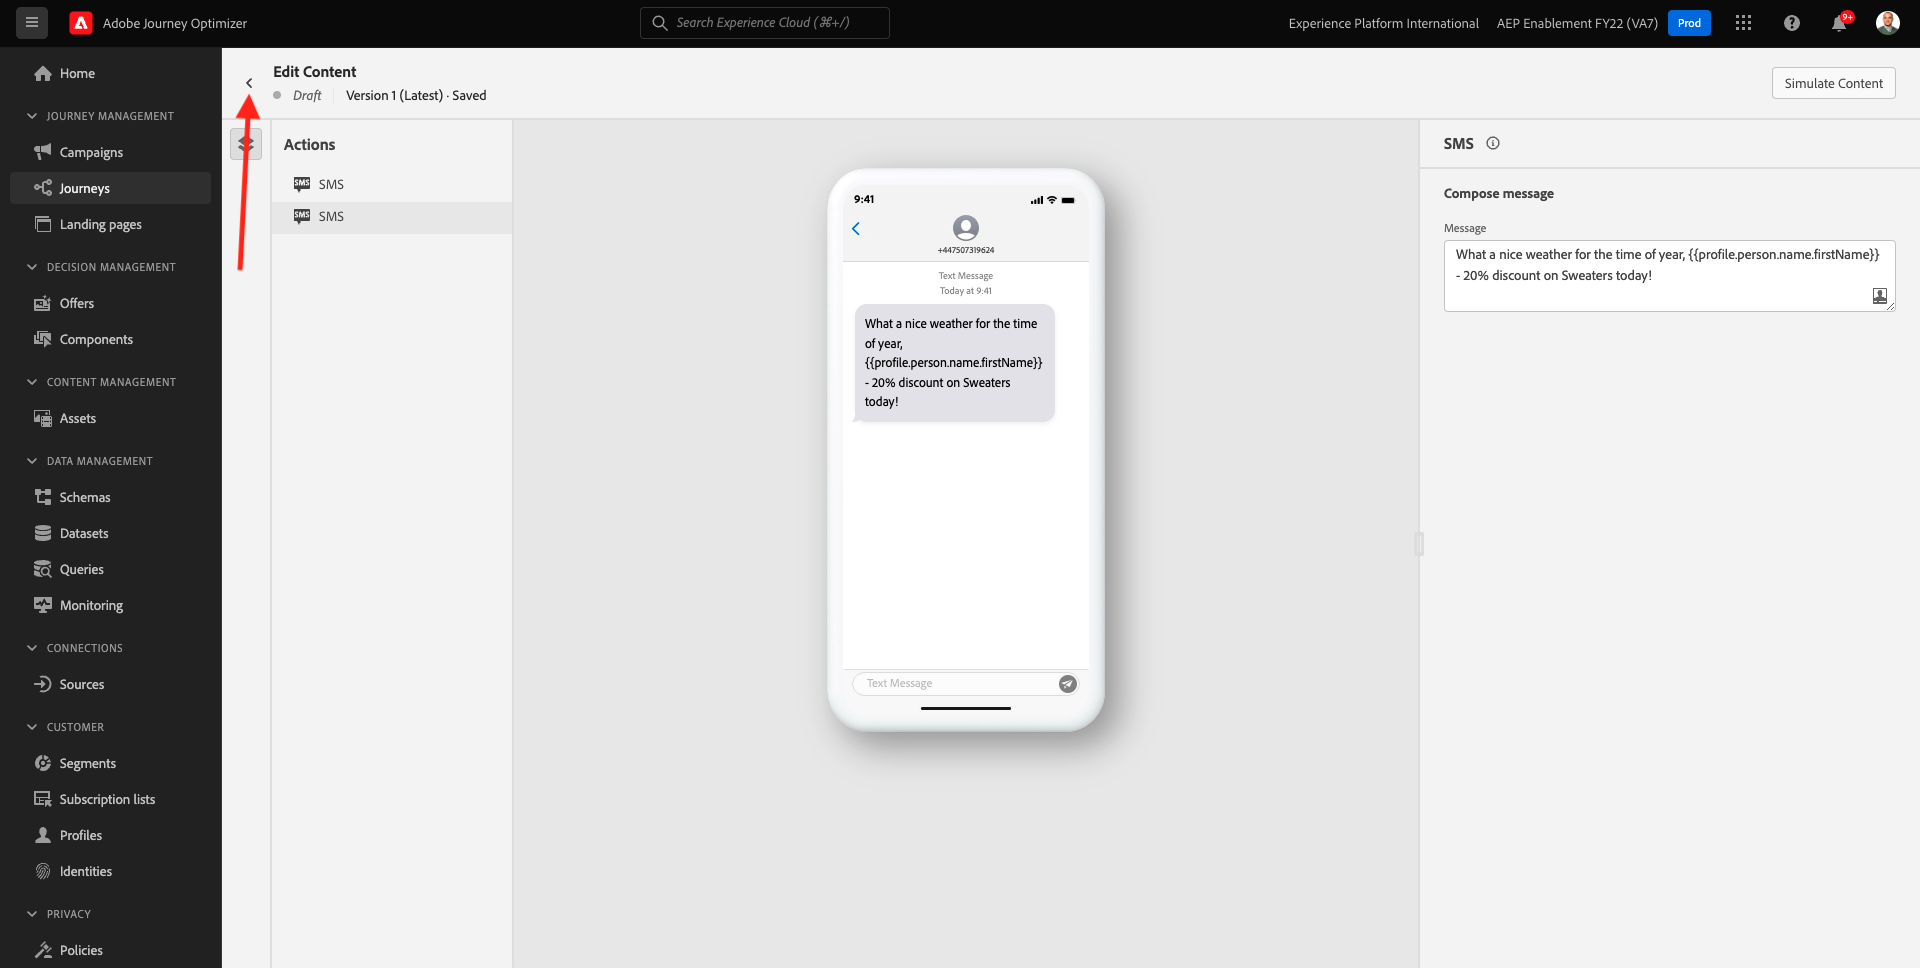 Adobe Journey Optimizer
Search Experience Cloud (⌘+/)
Experience Platform International
AEP Enablement FY22 (VA7)
Prod
9+
Home
JOURNEY MANAGEMENT
Campaigns
Journeys
Landing pages
DECISION MANAGEMENT
Offers
Components
CONTENT MANAGEMENT
Assets
DATA MANAGEMENT
Schemas
Datasets
Queries
Monitoring
CONNECTIONS
Sources
CUSTOMER
Segments
Subscription lists
Profiles
Identities
PRIVACY
Policies
Edit Content
Draft
Version 1 (Latest) · Saved
Simulate Content
Actions
SMS SMS
SMS SMS
9:41
+447507319624
Text Message
Today at 9:41
What a nice weather for the time
of year,
{{profile.person.name.firstName}}
- 20% discount on Sweaters
today!
Text Message
SMS
Compose message
Message
What a nice weather for the time of year, {{profile.person.name.firstName}}
- 20% discount on Sweaters today!